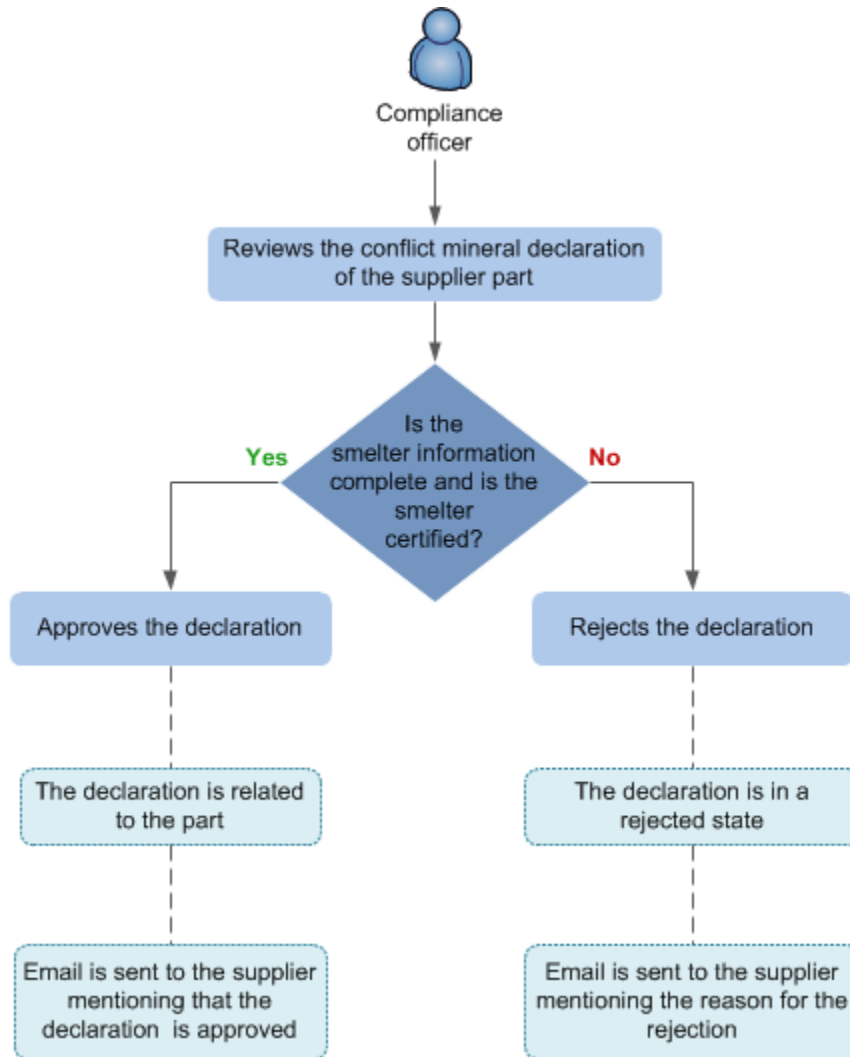 Compliance
officer
Reviews the conflict mineral declaration
of the supplier part
Is the
smelter information
complete and is the
smelter
certified?
Yes
No
Approves the declaration
Rejects the declaration
The declaration is related
to the part
The declaration is in a
rejected state
Email is sent to the supplier
mentioning that the
declaration is approved
Email is sent to the supplier
mentioning the reason for the
rejection